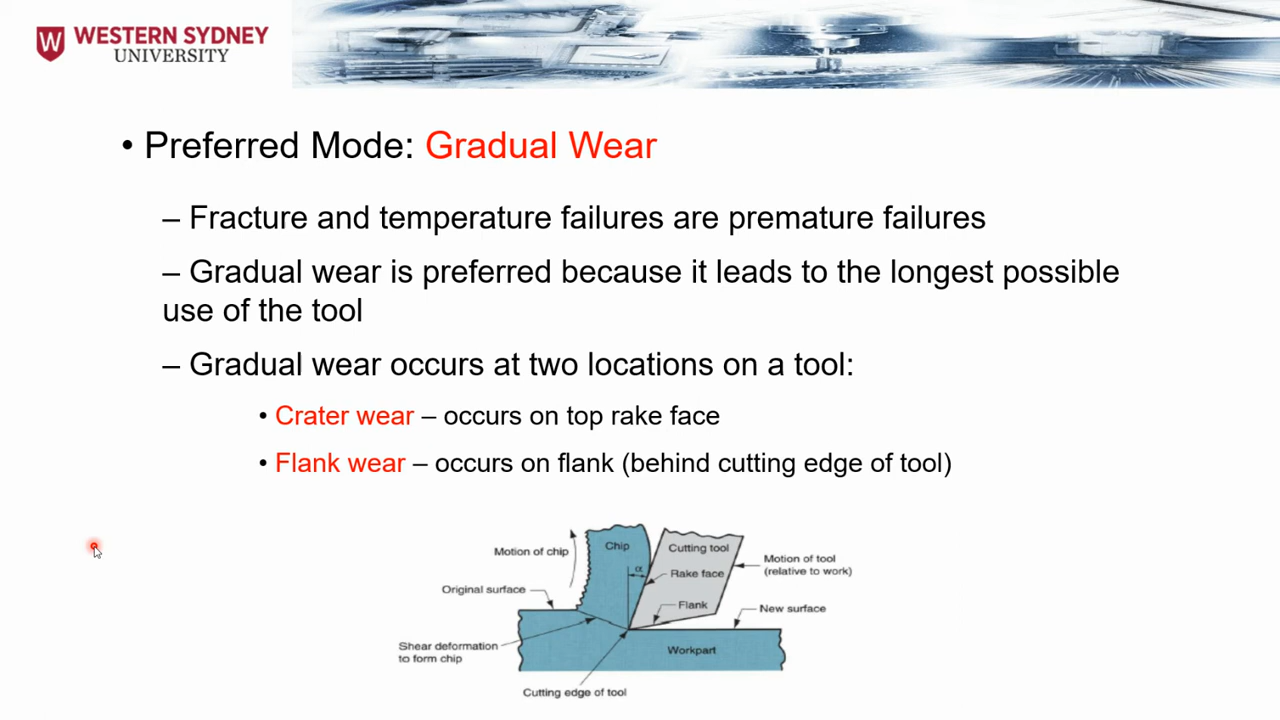 WESTERN SYDNEY
UNIVERSITY
W
• Preferred Mode: Gradual Wear
– Fracture and temperature failures are premature failures
– Gradual wear is preferred because it leads to the longest possible
use of the tool
– Gradual wear occurs at two locations on a tool:
• Crater wear – occurs on top rake face
• Flank wear – occurs on flank (behind cutting edge of tool)
Motion of chip
Chip
α
Cutting tool
Rake face
Motion of tool
(relative to work)
Original surface
Flank
New surface
Shear deformation
to form chip
Workpart
Cutting edge of tool